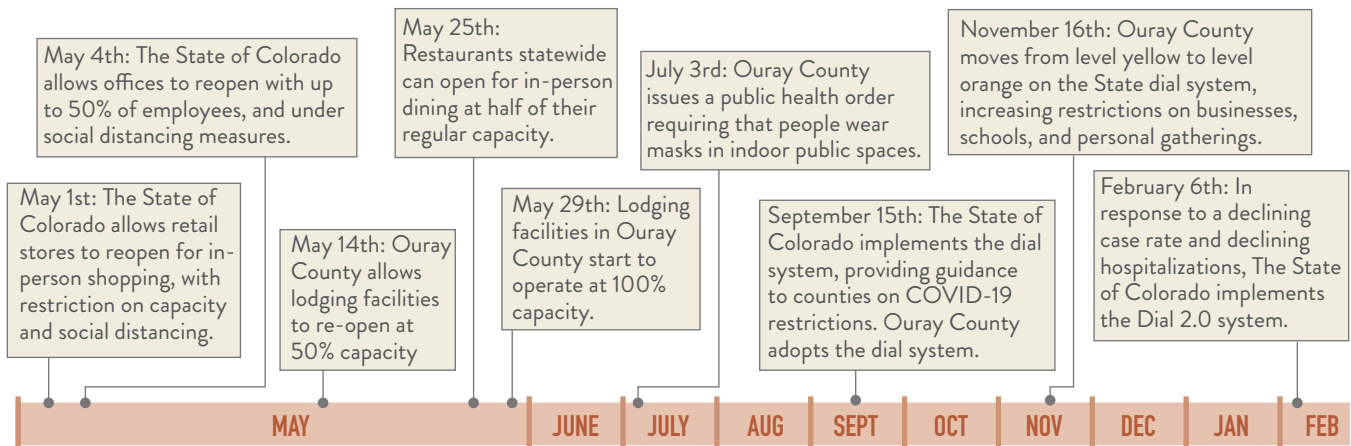 May 4th: The State of Colorado
allows offices to reopen with up
to 50% of employees, and under
social distancing measures.
May 25th:
Restaurants statewide
can open for in-person
dining at half of their
regular capacity.
July 3rd: Ouray County
issues a public health order
requiring that people wear
masks in indoor public spaces.
November 16th: Ouray County
moves from level yellow to level
orange on the State dial system,
increasing restrictions on businesses,
schools, and personal gatherings.
May 1st: The State of
Colorado allows retail
stores to reopen for in-
person shopping, with
restriction on capacity
and social distancing.
May 14th: Ouray
County allows
lodging facilities
to re-open at
50% capacity
May 29th: Lodging
facilities in Ouray
County start to
operate at 100%
capacity.
September 15th: The State of
Colorado implements the dial
system, providing guidance
to counties on COVID-19
restrictions. Ouray County
adopts the dial system.
February 6th: In
response to a declining
case rate and declining
hospitalizations, The State
of Colorado implements
the Dial 2.0 system.
MAY JUNE JULY AUG SEPT OCT NOV DEC JAN FEB